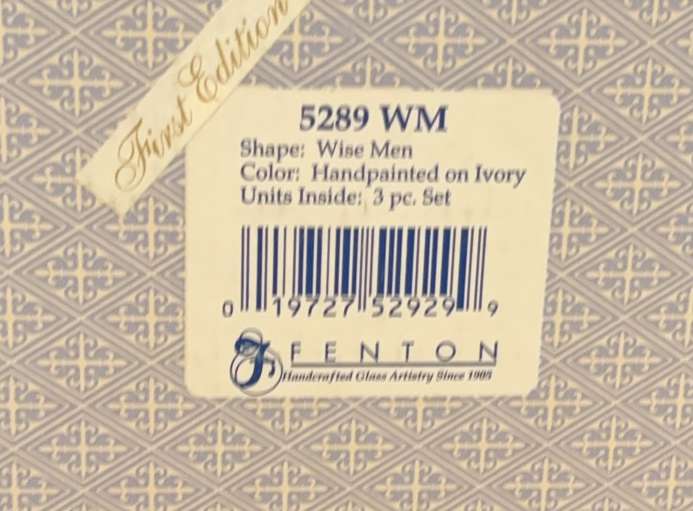 First Edition
5289 WM
Shape: Wise Men
Color: Handpainted on Ivory
Units Inside: 3 pc. Set
0 19727 52929 9
FENTON
Handcrafted Glass Artistry Since 1905